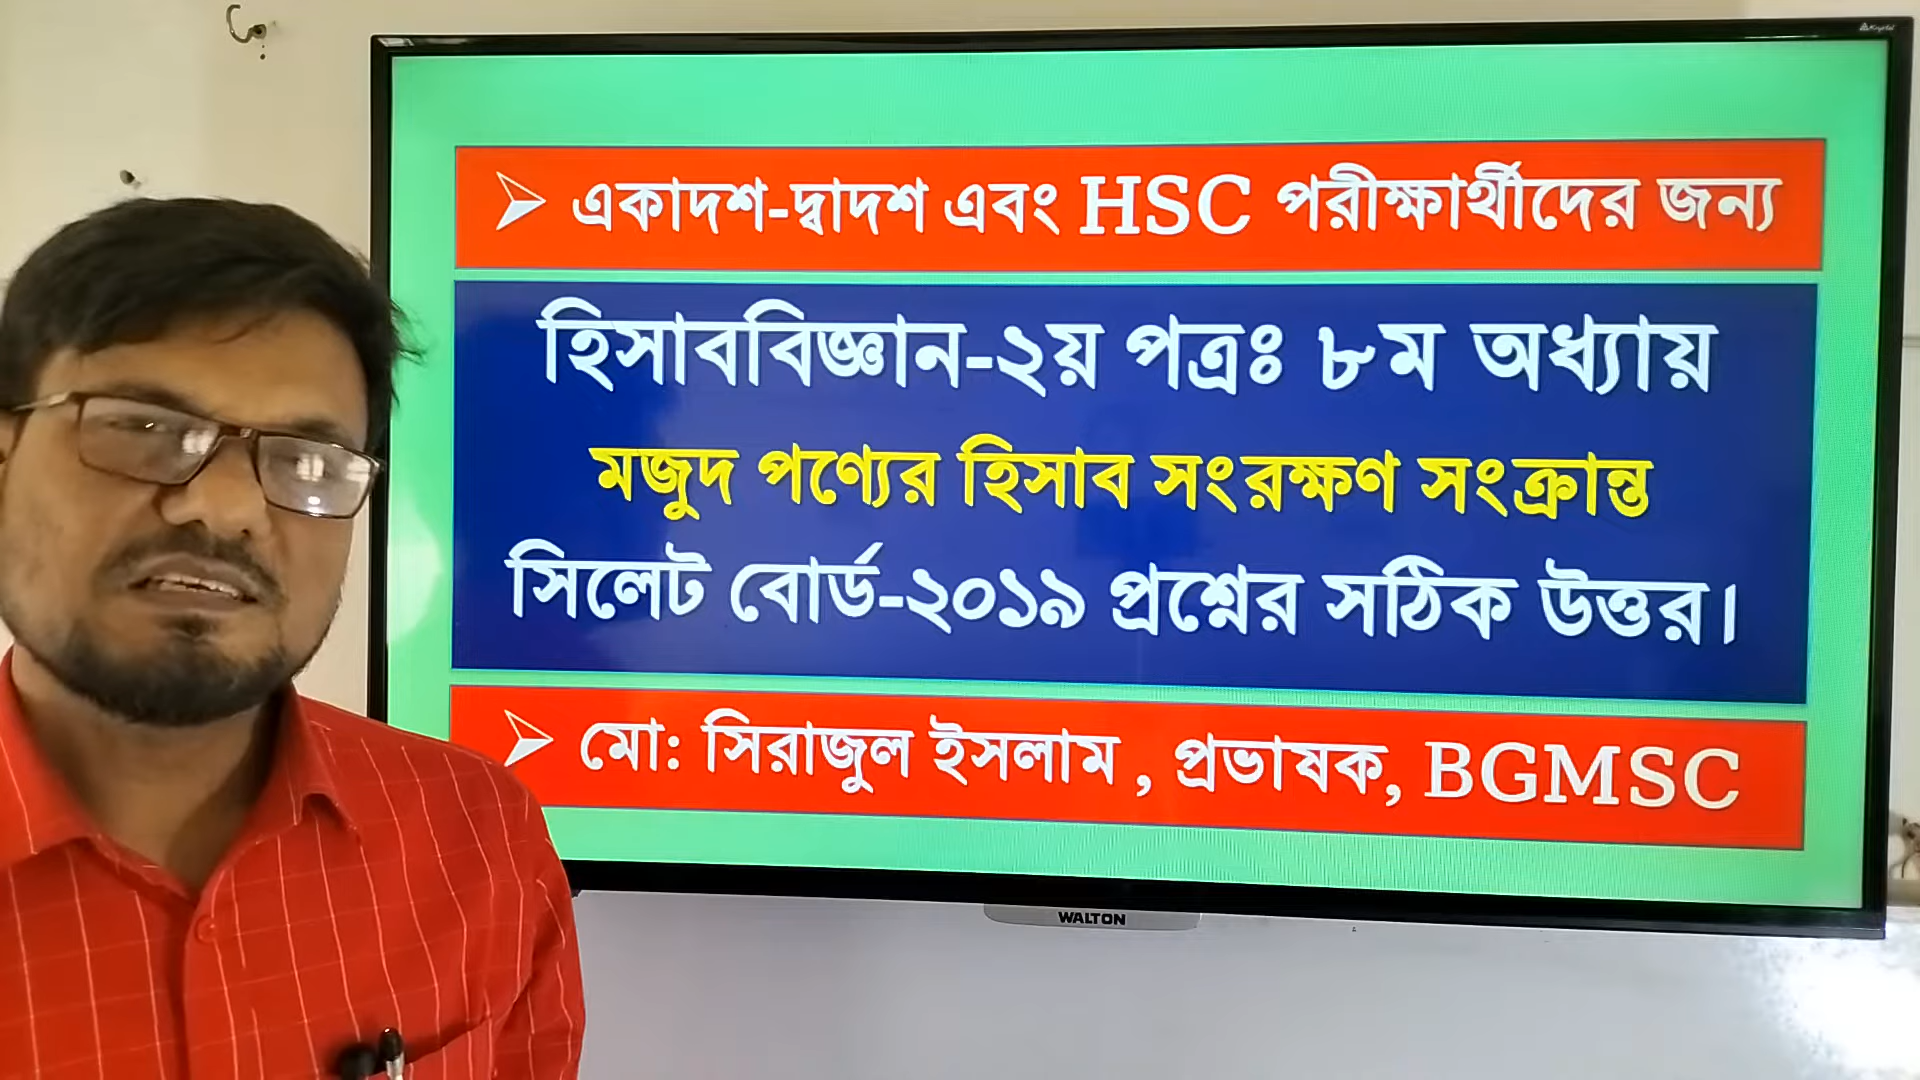 ➢ একাদশ-দ্বাদশ এবং HSC পরীক্ষার্থীদের জন্য
হিসাববিজ্ঞান-২য় পত্রঃ ৮ম অধ্যায়
মজুদ পণ্যের হিসাব সংরক্ষণ সংক্রান্ত
সিলেট বোর্ড-২০১৯ প্রশ্নের সঠিক উত্তর।
➢ মো: সিরাজুল ইসলাম , প্রভাষক, BGMSC
WALTON